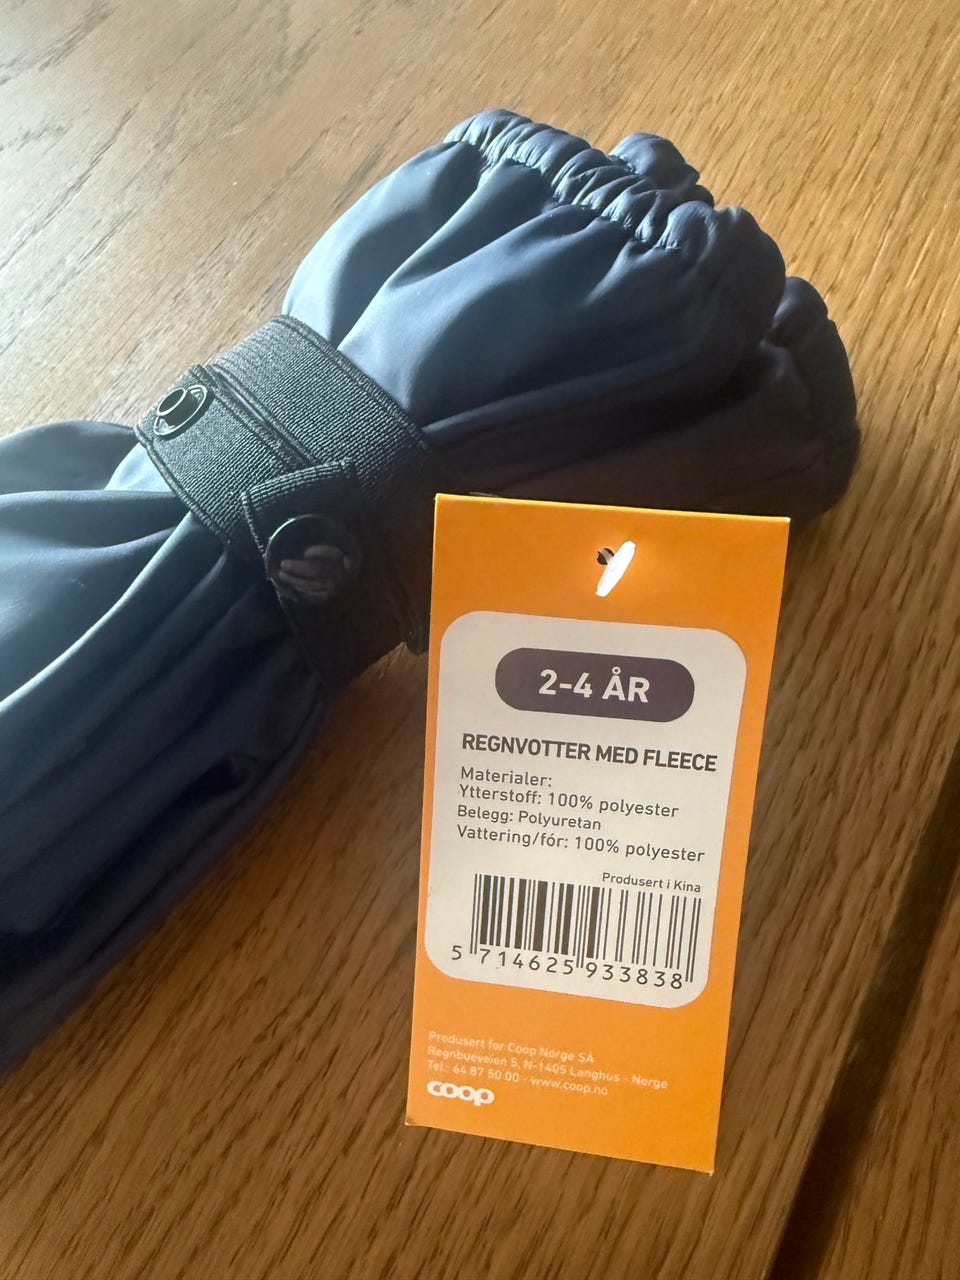 2-4 ÅR
REGNVOTTER MED FLEECE
Materialer:
Ytterstoff: 100% polyester
Belegg: Polyuretan
Vattering/fór: 100% polyester
Produsert i Kina
5 714625 933838
Produsert for Coop Norge SA
Regnbueveien 5, N-1405 Langhus - Norge
Tel.: 64 87 50 00 - www.coop.no
coop